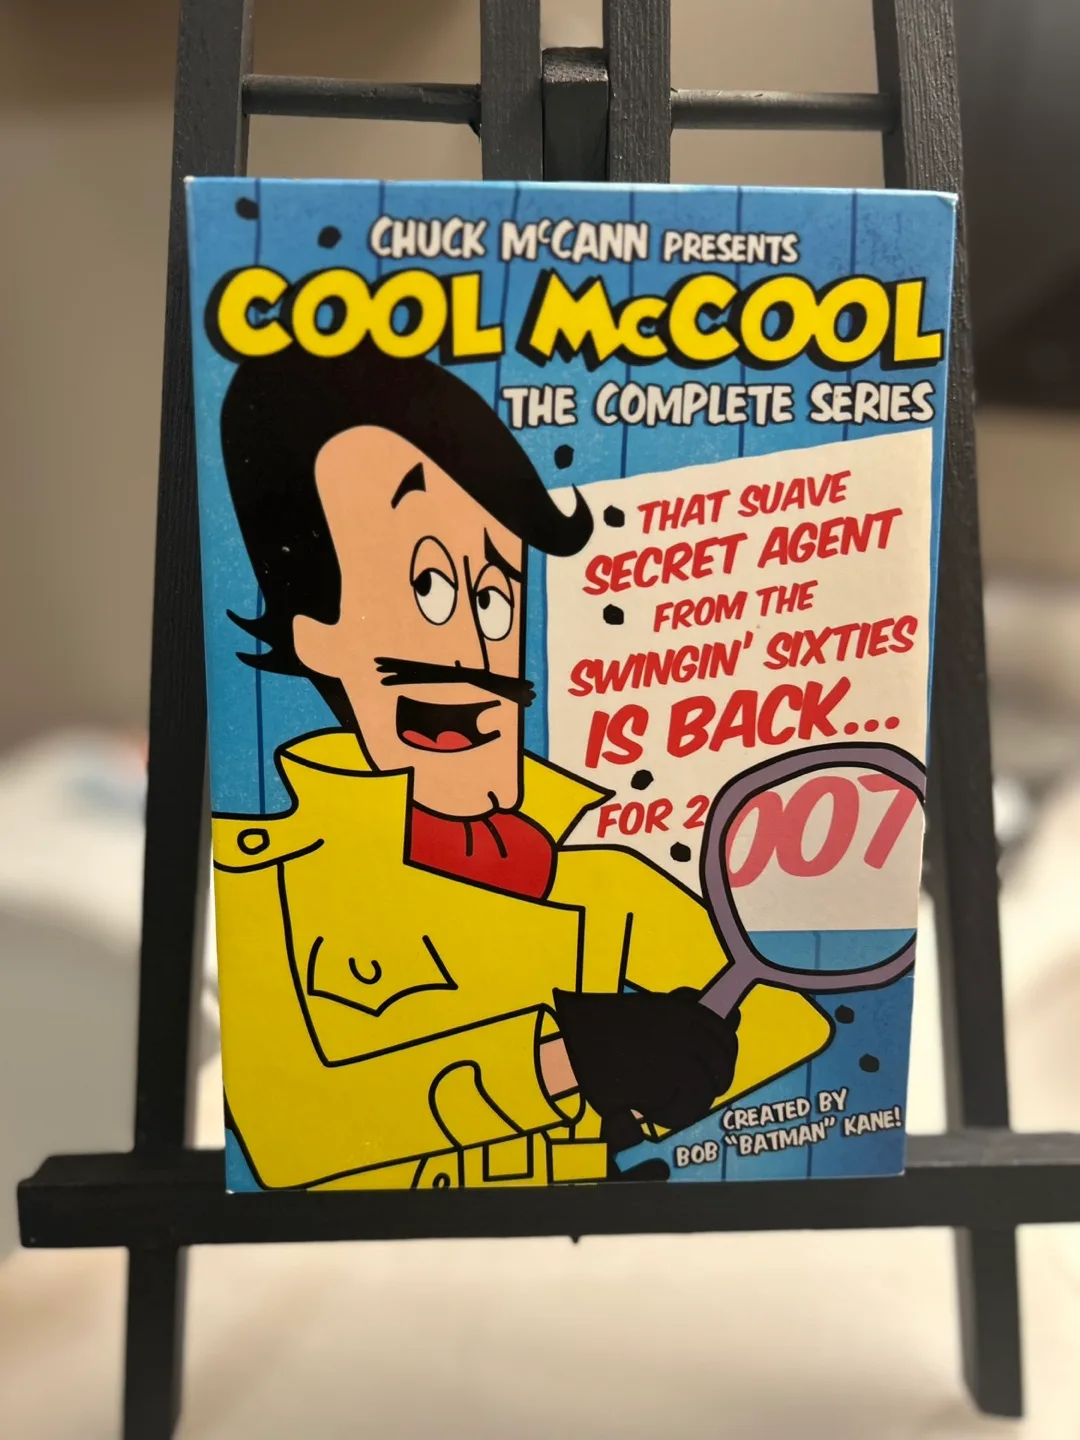 CHUCK McCANN PRESENTS
COOL McCOOL
THE COMPLETE SERIES
THAT SUAVE
SECRET AGENT
FROM THE
SWINGIN' SIXTIES
IS BACK...
FOR 2007
CREATED BY
BOB "BATMAN" KANE!